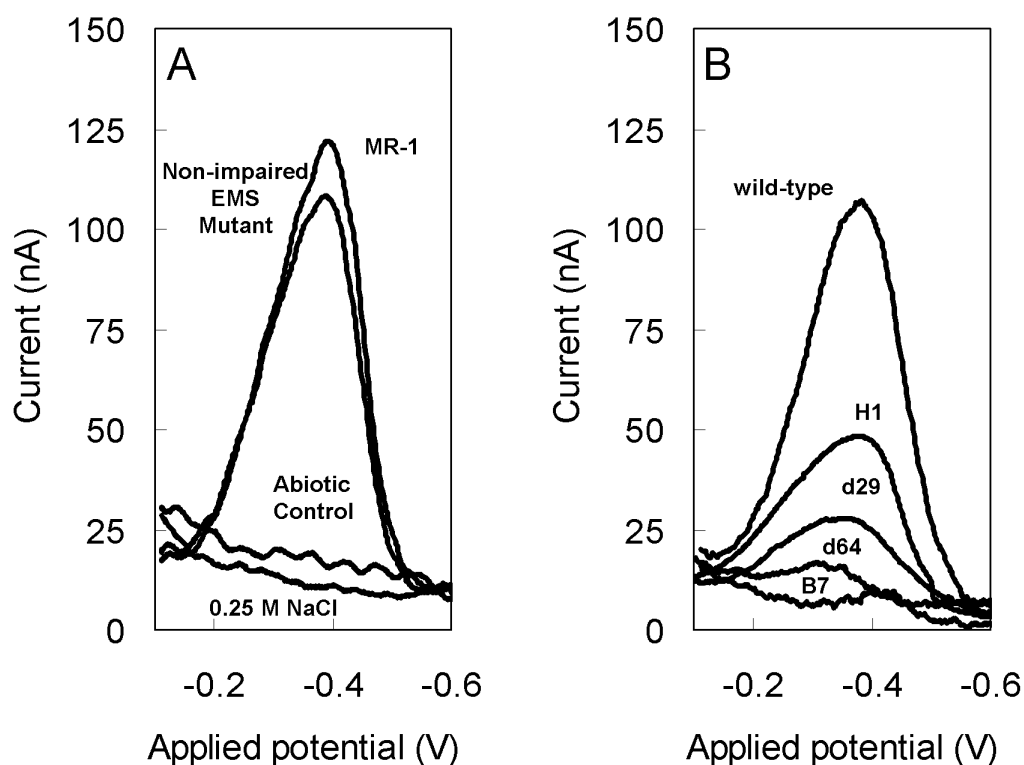 A
150
125
100
75
50
25
0
Current (nA)
MR-1
Non-impaired
EMS
Mutant
Abiotic
Control
0.25 M NaCl
-0.2
-0.4
-0.6
Applied potential (V)
B
150
125
100
75
50
25
0
Current (nA)
wild-type
H1
d29
d64
B7
-0.2
-0.4
-0.6
Applied potential (V)